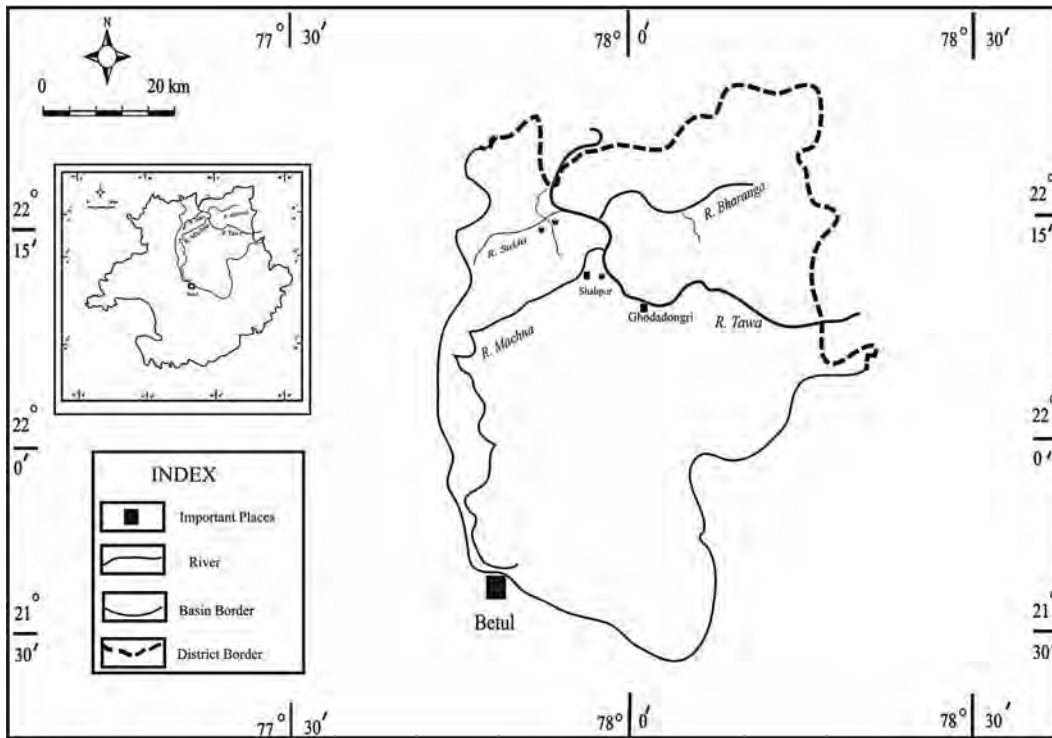 N
0 20 km
77° 30′
78° 0′
78° 30′
22° 15′
22° 15′
R. Bharanga
R. Sukhi
Shahpur
Ghodadongri
R. Tawa
R. Machna
22° 0′
22° 0′
INDEX
Important Places
River
Basin Border
District Border
Betul
21° 30′
21° 30′
77° 30′
78° 0′
78° 30′